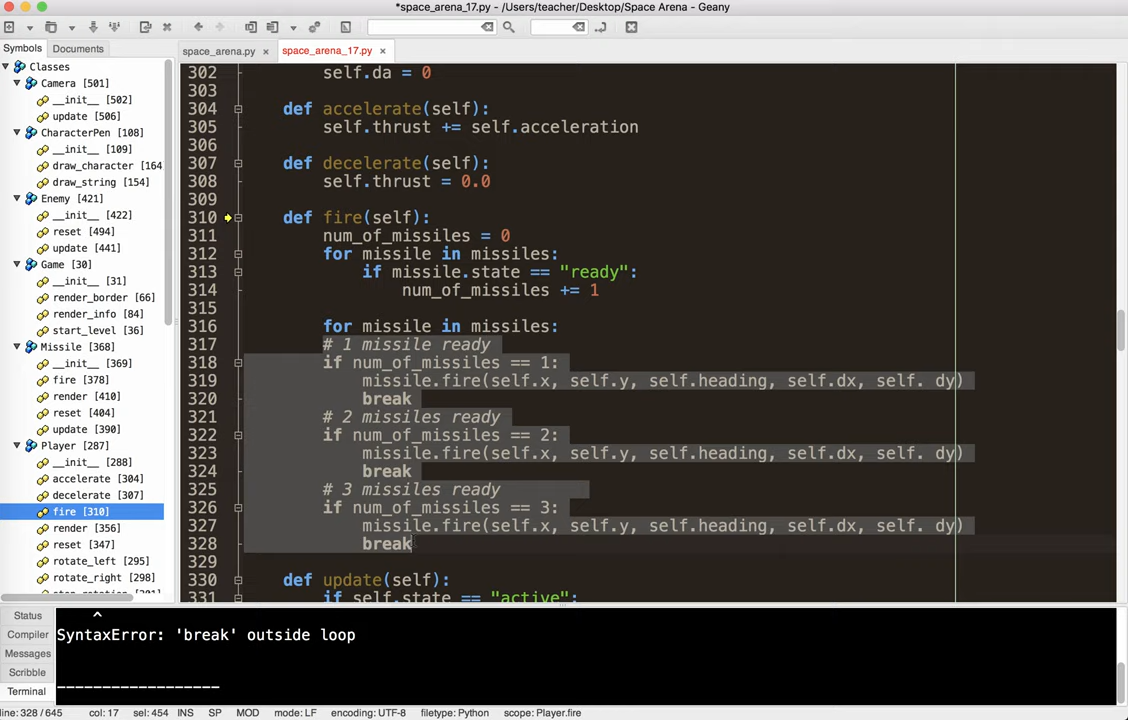 *space_arena_17.py - /Users/teacher/Desktop/Space Arena - Geany
Symbols Documents
space_arena.py × space_arena_17.py ×
Classes
Camera [501]
__init__ [502]
update [506]
CharacterPen [108]
__init__ [109]
draw_character [164
draw_string [154]
Enemy [421]
__init__ [422]
reset [494]
update [441]
Game [30]
__init__ [31]
render_border [66]
render_info [84]
start_level [36]
Missile [368]
__init__ [369]
fire [378]
render [410]
reset [404]
update [390]
Player [287]
__init__ [288]
accelerate [304]
decelerate [307]
fire [310]
render [356]
reset [347]
rotate_left [295]
rotate_right [298]
302 self.da = 0
303
304 def accelerate(self):
305 self.thrust += self.acceleration
306
307 def decelerate(self):
308 self.thrust = 0.0
309
310 def fire(self):
311 num_of_missiles = 0
312 for missile in missiles:
313 if missile.state == "ready":
314 num_of_missiles += 1
315
316 for missile in missiles:
317 # 1 missile ready
318 if num_of_missiles == 1:
319 missile.fire(self.x, self.y, self.heading, self.dx, self. dy)
320 break
321 # 2 missiles ready
322 if num_of_missiles == 2:
323 missile.fire(self.x, self.y, self.heading, self.dx, self. dy)
324 break
325 # 3 missiles ready
326 if num_of_missiles == 3:
327 missile.fire(self.x, self.y, self.heading, self.dx, self. dy)
328 break
329
330 def update(self):
331 if self.state == "active":
Status
Compiler
Messages
Scribble
Terminal
^
SyntaxError: 'break' outside loop
------------------
line: 328 / 645 col: 17 sel: 454 INS SP MOD mode: LF encoding: UTF-8 filetype: Python scope: Player.fire